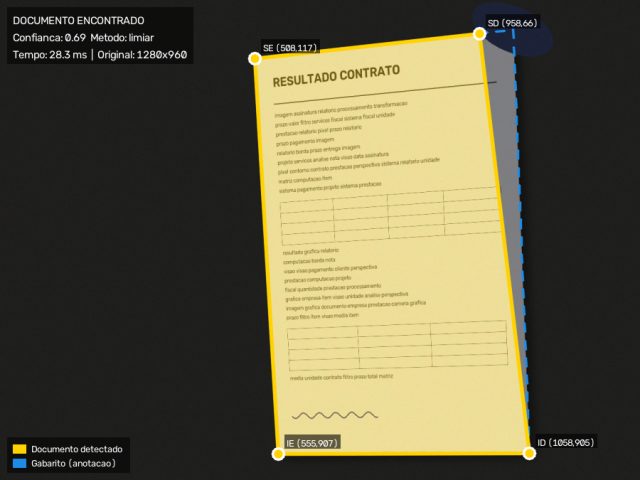 DOCUMENTO ENCONTRADO
Confianca: 0.69 Metodo: limiar
Tempo: 28.3 ms | Original: 1280x960
SE (508,117)
SD (958,66)
RESULTADO CONTRATO
imagem assinatura relatorio processamento transformacao
prazo valor filtro servicos fiscal sistema fiscal unidade
prestacao relatorio pixel prazo relatorio
prazo pagamento imagem
relatorio borda prazo entrega imagem
projeto servicos analise nota visao data assinatura
pixel contorno contrato prestacao perspectiva sistema relatorio unidade
matriz computacao item
sistema pagamento projeto sistema prestacao
resultado grafica relatorio
computacao borda nota
visao visao pagamento cliente perspectiva
prestacao computacao projeto
fiscal quantidade prestacao processamento
grafica empresa item visao unidade analise perspectiva
imagem grafica documento empresa prestacao camera grafica
prazo filtro item visao media item
media unidade contrato filtro prazo total matriz
IE (555,907)
ID (1058,905)
Documento detectado
Gabarito (anotacao)